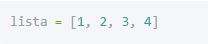 lista = [1, 2, 3, 4]